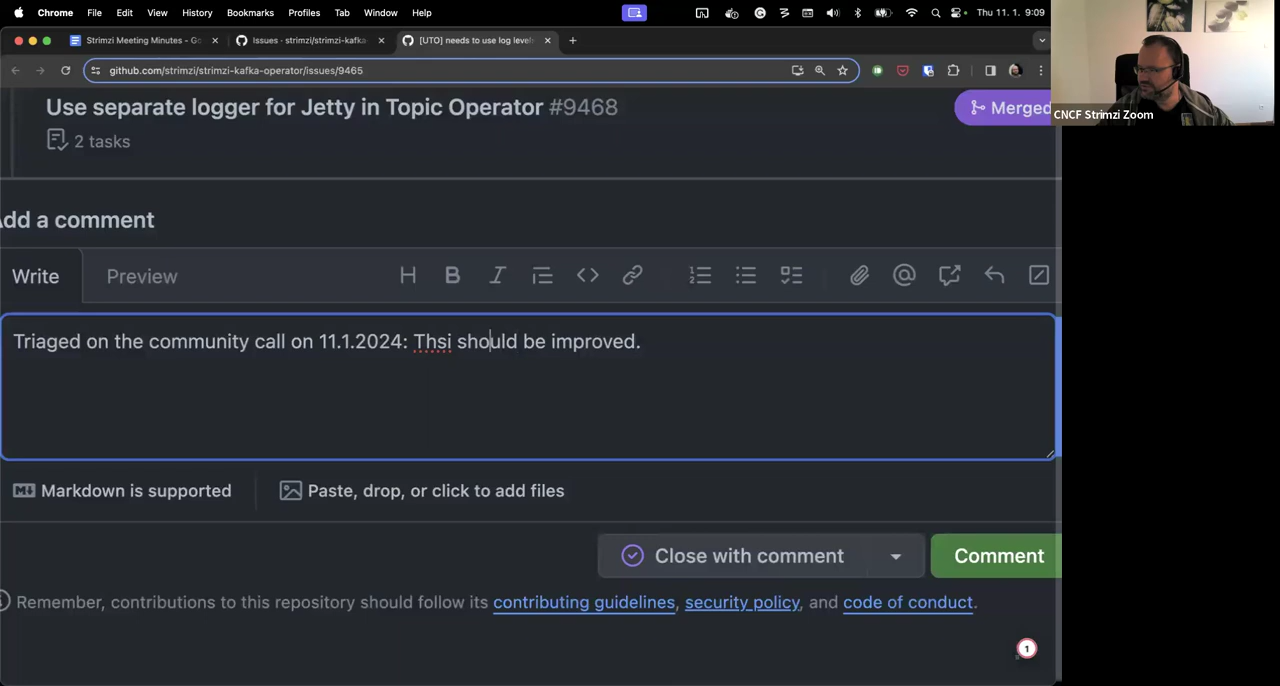 Chrome File Edit View History Bookmarks Profiles Tab Window Help Thu 11. 1. 9:09
Strimzi Meeting Minutes - Go
Issues · strimzi/strimzi-kafka-
[UTO] needs to use log level
github.com/strimzi/strimzi-kafka-operator/issues/9465
Use separate logger for Jetty in Topic Operator #9468
Merged
CNCF Strimzi Zoom
2 tasks
dd a comment
Write Preview
Triaged on the community call on 11.1.2024: Thsi should be improved.
Markdown is supported
Paste, drop, or click to add files
Close with comment
Comment
Remember, contributions to this repository should follow its contributing guidelines, security policy, and code of conduct.
1